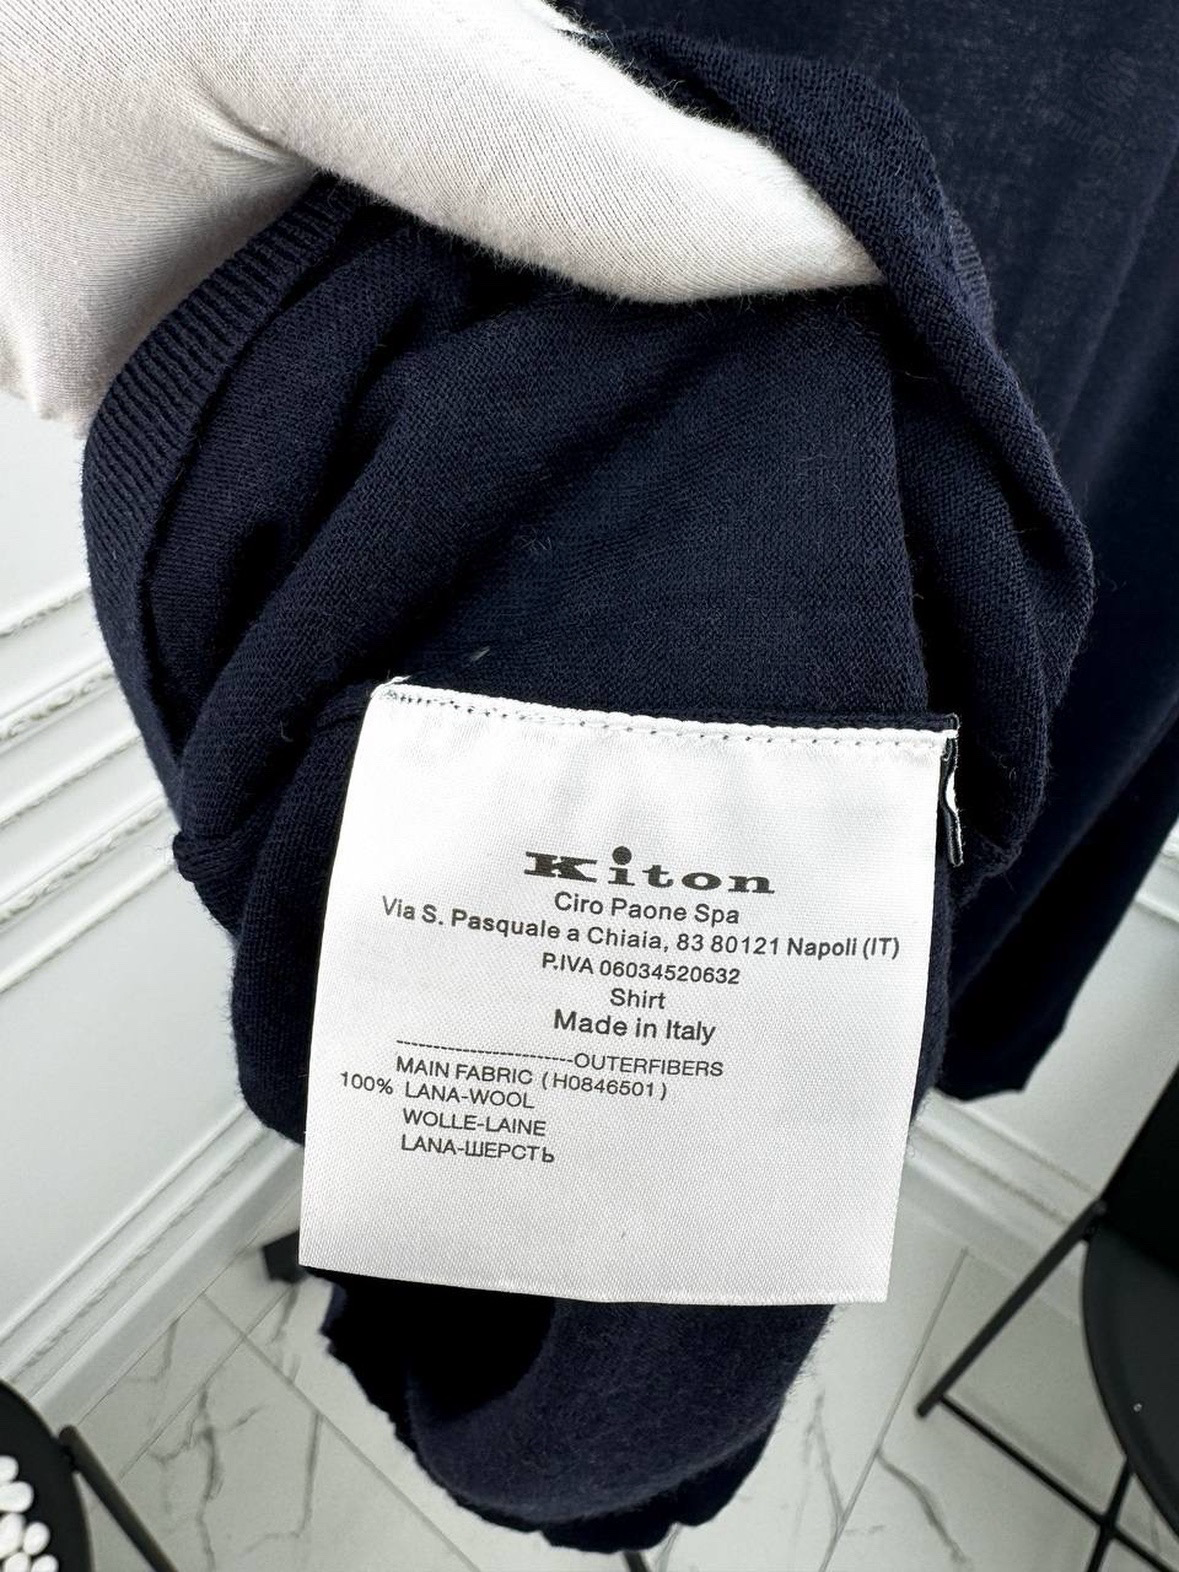 Kiton
Ciro Paone Spa
Via S. Pasquale a Chiaia, 83 80121 Napoli (IT)
P.IVA 06034520632
Shirt
Made in Italy
-------------------------OUTERFIBERS
MAIN FABRIC (H0846501)
100% LANA-WOOL
WOLLE-LAINE
LANA-ШЕРСТЬ